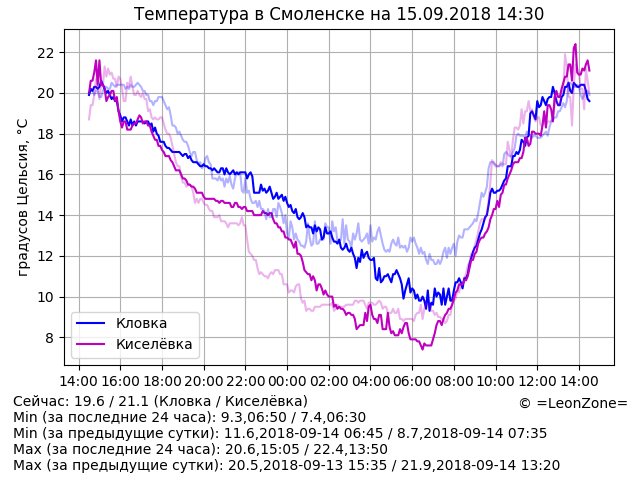 Температура в Смоленске на 15.09.2018 14:30
градусов Цельсия, °C
22
20
18
16
14
12
10
8
Кловка
Киселёвка
14:00 16:00 18:00 20:00 22:00 00:00 02:00 04:00 06:00 08:00 10:00 12:00 14:00
Сейчас: 19.6 / 21.1 (Кловка / Киселёвка)
© =LeonZone=
Min (за последние 24 часа): 9.3,06:50 / 7.4,06:30
Min (за предыдущие сутки): 11.6,2018-09-14 06:45 / 8.7,2018-09-14 07:35
Max (за последние 24 часа): 20.6,15:05 / 22.4,13:50
Max (за предыдущие сутки): 20.5,2018-09-13 15:35 / 21.9,2018-09-14 13:20